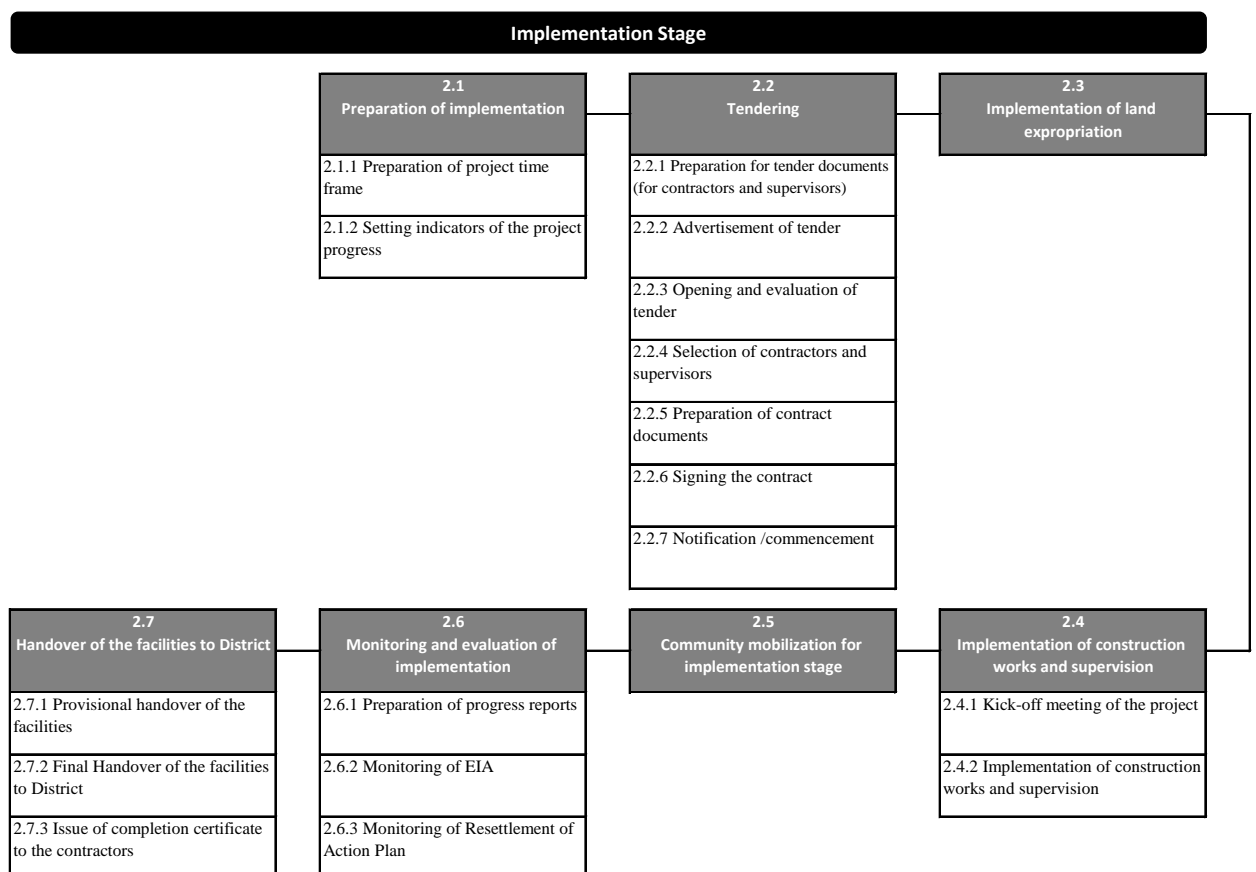 Implementation Stage
2.1
Preparation of implementation
2.1.1 Preparation of project time
frame
2.1.2 Setting indicators of the project
progress
2.2
Tendering
2.2.1 Preparation for tender documents
(for contractors and supervisors)
2.2.2 Advertisement of tender
2.2.3 Opening and evaluation of
tender
2.2.4 Selection of contractors and
supervisors
2.2.5 Preparation of contract
documents
2.2.6 Signing the contract
2.2.7 Notification /commencement
2.3
Implementation of land
expropriation
2.4
Implementation of construction
works and supervision
2.4.1 Kick-off meeting of the project
2.4.2 Implementation of construction
works and supervision
2.5
Community mobilization for
implementation stage
2.6
Monitoring and evaluation of
implementation
2.6.1 Preparation of progress reports
2.6.2 Monitoring of EIA
2.6.3 Monitoring of Resettlement of
Action Plan
2.7
Handover of the facilities to District
2.7.1 Provisional handover of the
facilities
2.7.2 Final Handover of the facilities
to District
2.7.3 Issue of completion certificate
to the contractors